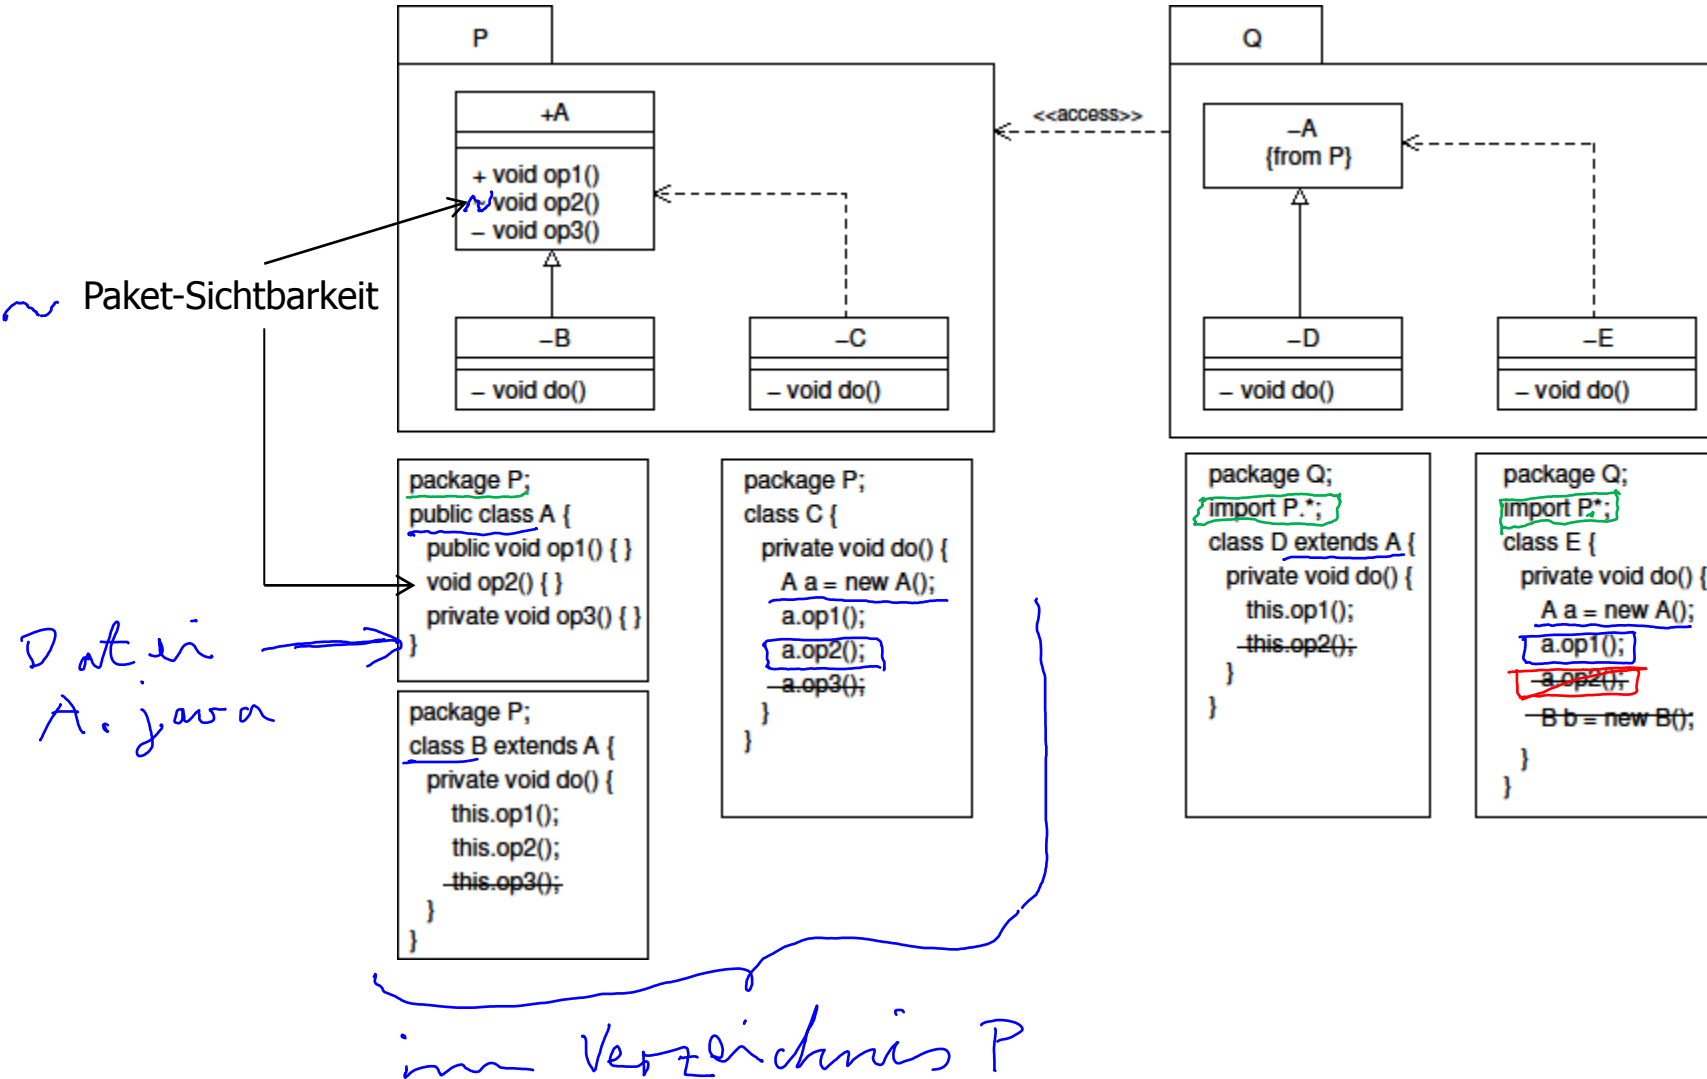 P
+A
+ void op1()
~ void op2()
– void op3()
–B
– void do()
–C
– void do()
<<access>>
Q
–A
{from P}
–D
– void do()
–E
– void do()
~ Paket-Sichtbarkeit
package P;
public class A {
public void op1() { }
void op2() { }
private void op3() { }
}
Datei
A.java
package P;
class B extends A {
private void do() {
this.op1();
this.op2();
this.op3();
}
}
package P;
class C {
private void do() {
A a = new A();
a.op1();
a.op2();
a.op3();
}
}
package Q;
import P.*;
class D extends A {
private void do() {
this.op1();
this.op2();
}
}
package Q;
import P.*;
class E {
private void do() {
A a = new A();
a.op1();
a.op2();
B b = new B();
}
}
im Verzeichnis P